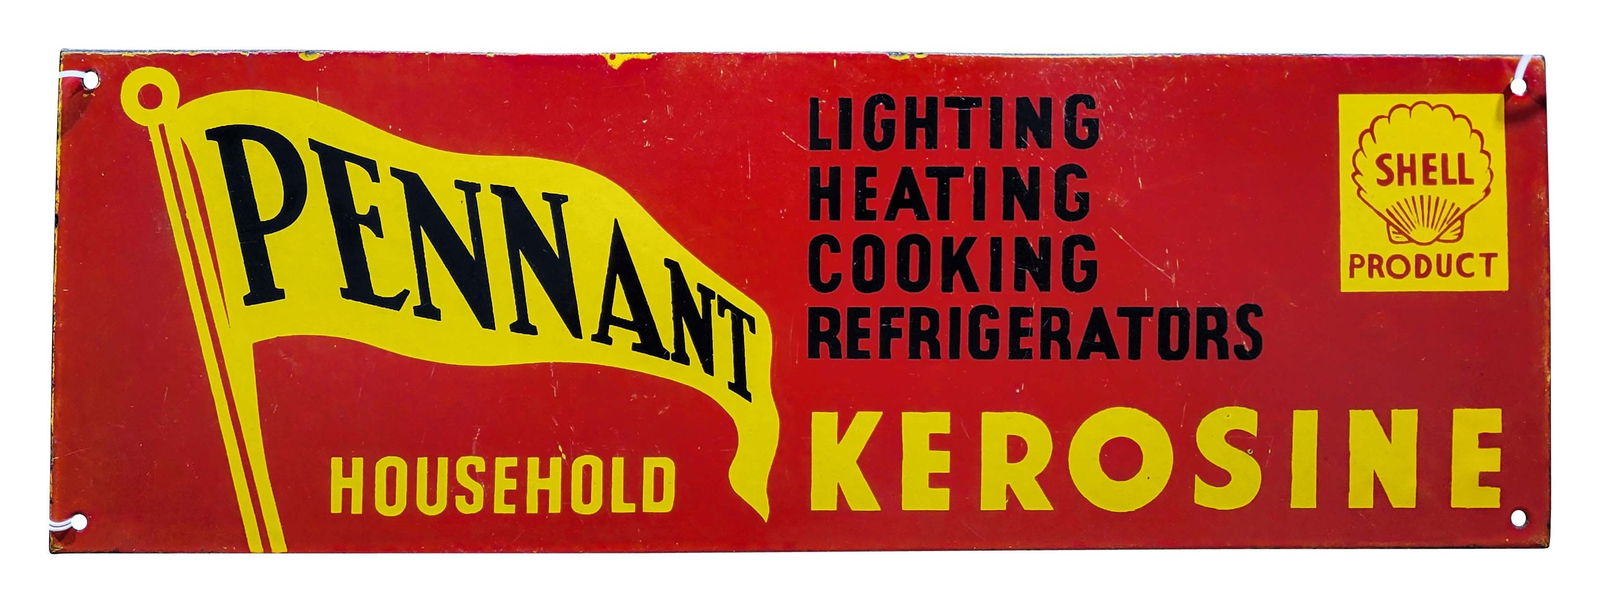 PENNANT
HOUSEHOLD
LIGHTING
HEATING
COOKING
REFRIGERATORS
KEROSINE
SHELL
PRODUCT